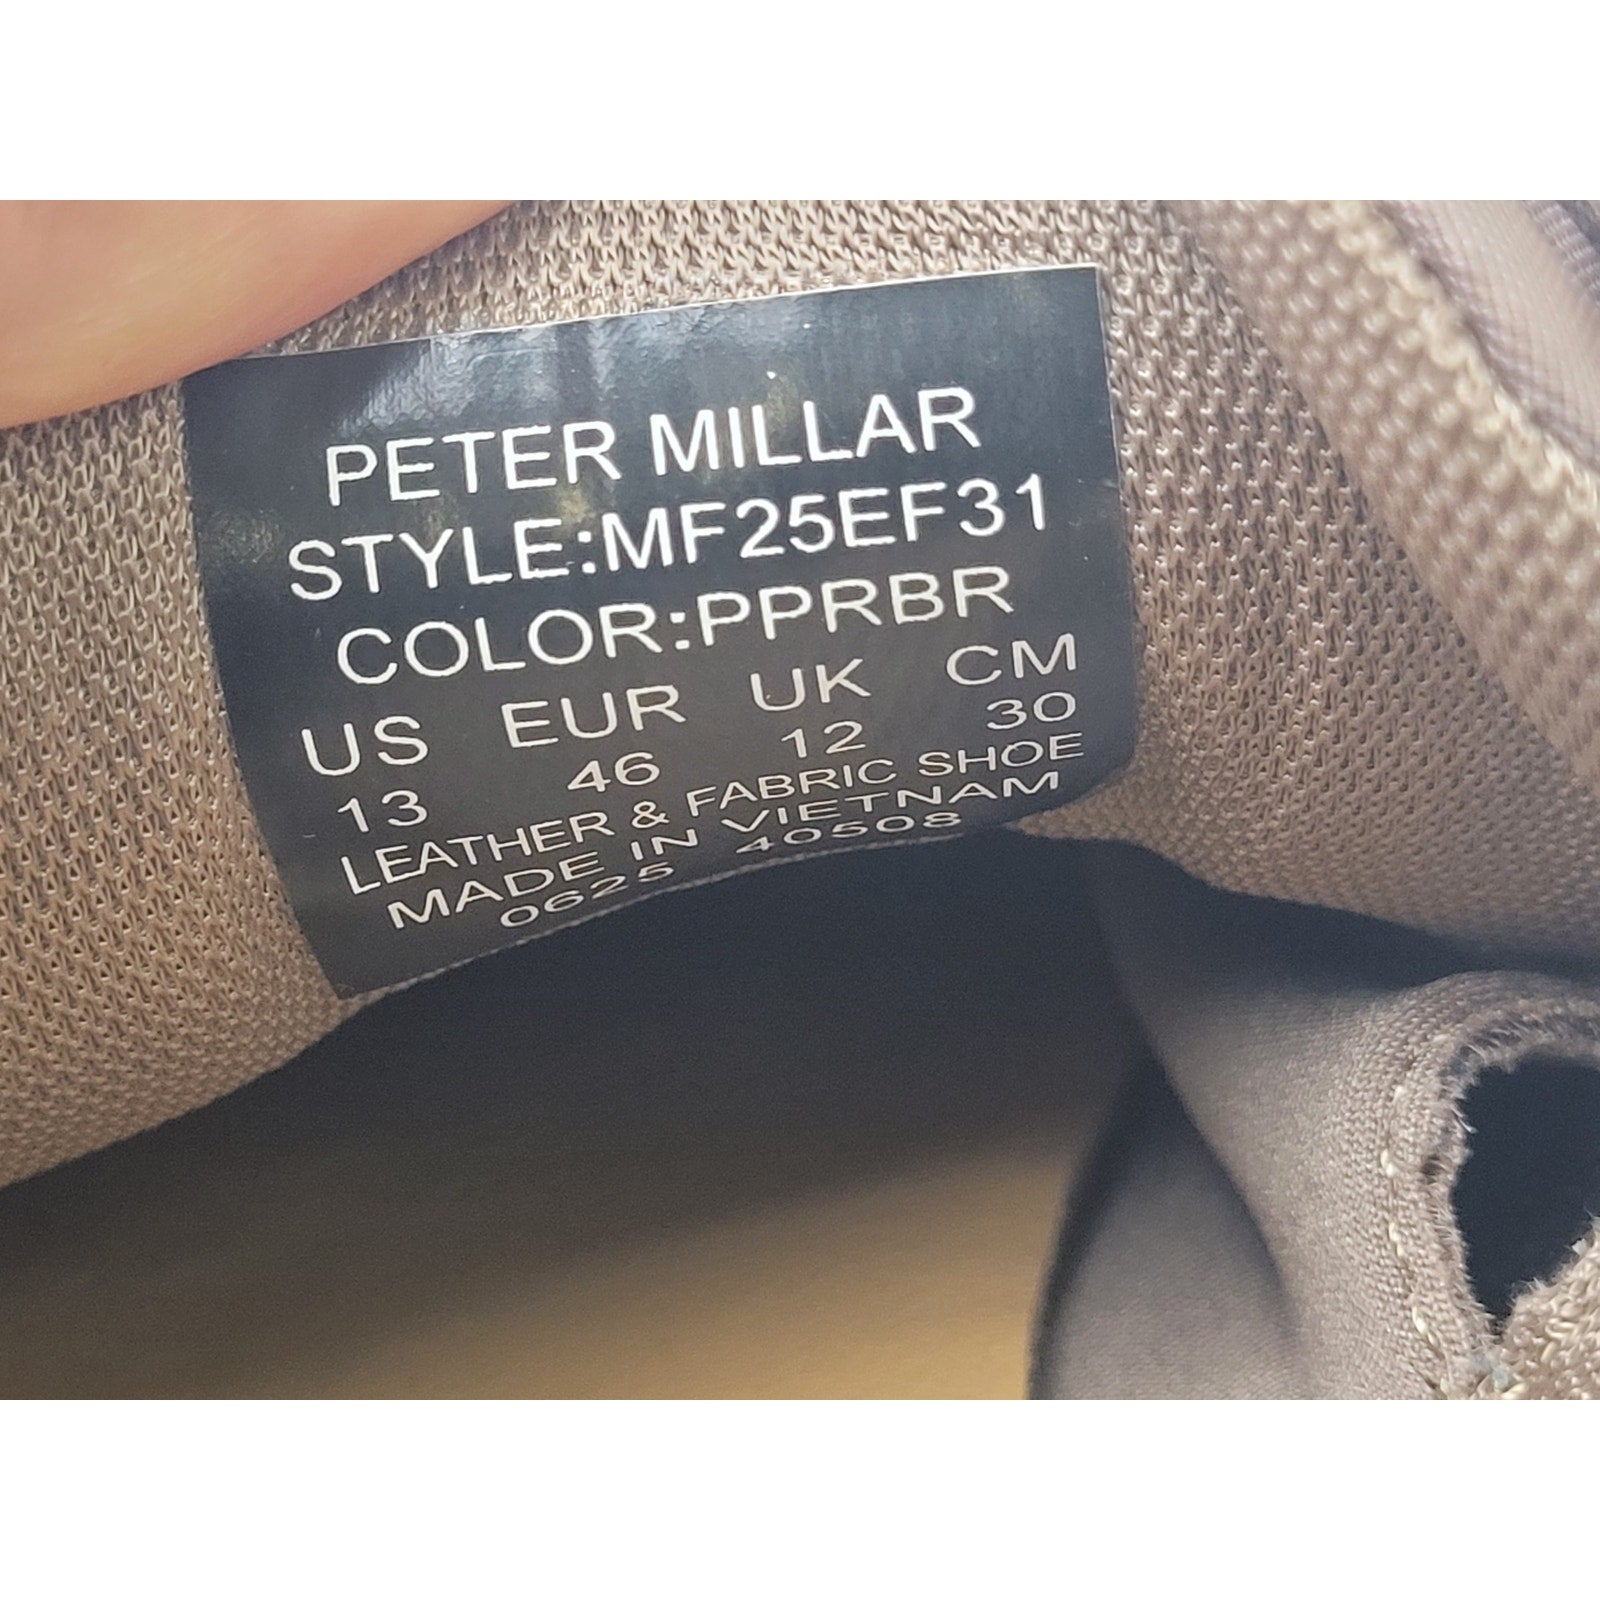 PETER MILLAR
STYLE:MF25EF31
COLOR:PPRBR
US EUR UK CM
13 46 12 30
LEATHER & FABRIC SHOE
MADE IN VIETNAM
0625 40508